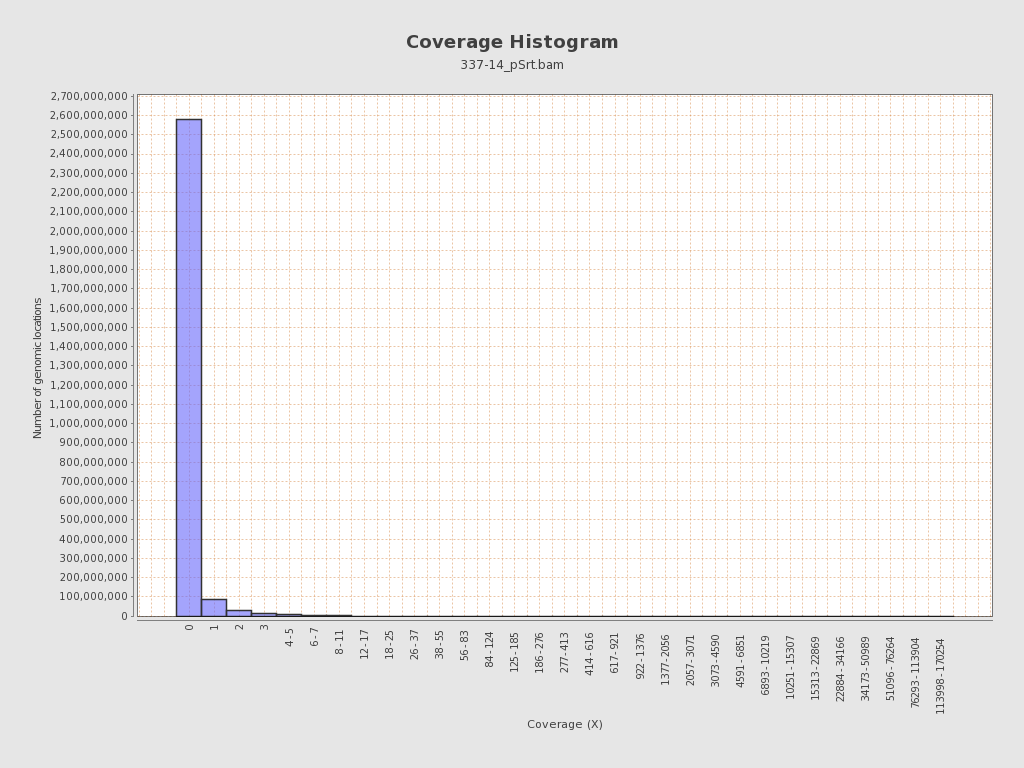 Coverage Histogram
337-14_pSrt.bam
2,700,000,000
2,600,000,000
2,500,000,000
2,400,000,000
2,300,000,000
2,200,000,000
2,100,000,000
2,000,000,000
1,900,000,000
1,800,000,000
1,700,000,000
1,600,000,000
1,500,000,000
1,400,000,000
1,300,000,000
1,200,000,000
1,100,000,000
1,000,000,000
900,000,000
800,000,000
700,000,000
600,000,000
500,000,000
400,000,000
300,000,000
200,000,000
100,000,000
0
Number of genomic locations
0
1
2
3
4 - 5
6 - 7
8 - 11
12 - 17
18 - 25
26 - 37
38 - 55
56 - 83
84 - 124
125 - 185
186 - 276
277 - 413
414 - 616
617 - 921
922 - 1376
1377 - 2056
2057 - 3071
3073 - 4590
4591 - 6851
6893 - 10219
10251 - 15307
15313 - 22869
22884 - 34166
34173 - 50989
51096 - 76264
76293 - 113904
113998 - 170254
Coverage (X)